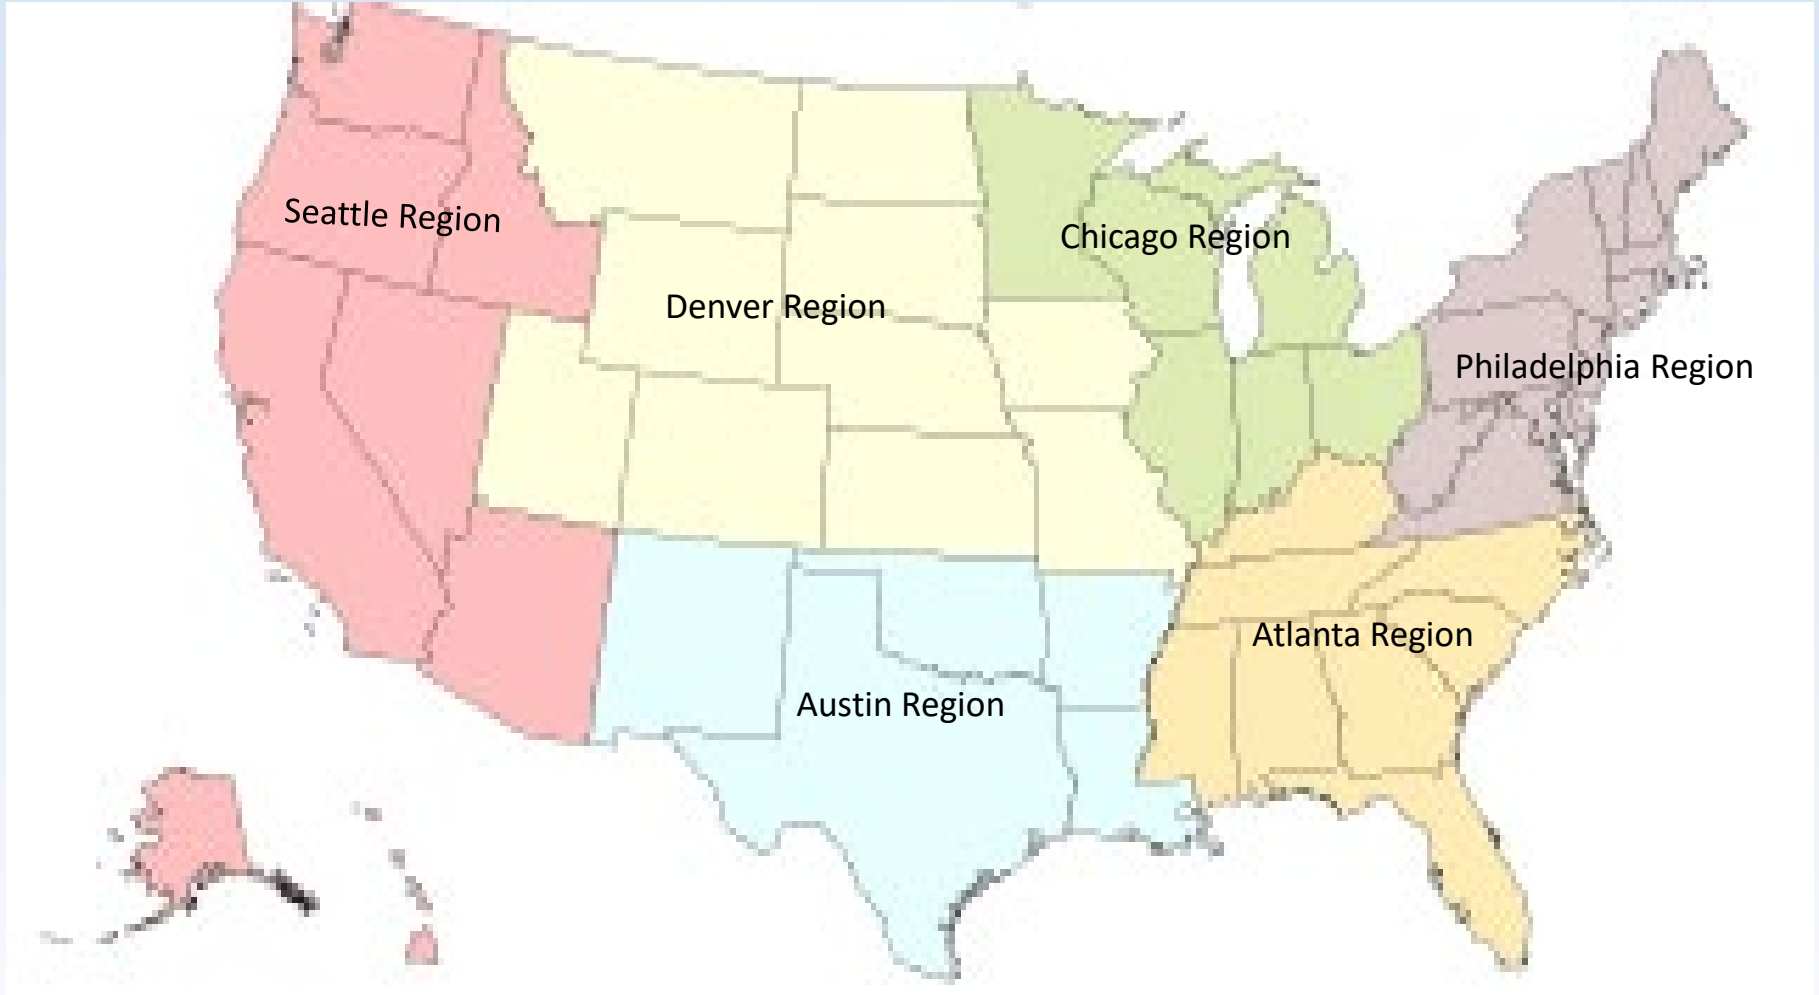 Seattle Region
Chicago Region
Denver Region
Philadelphia Region
Atlanta Region
Austin Region